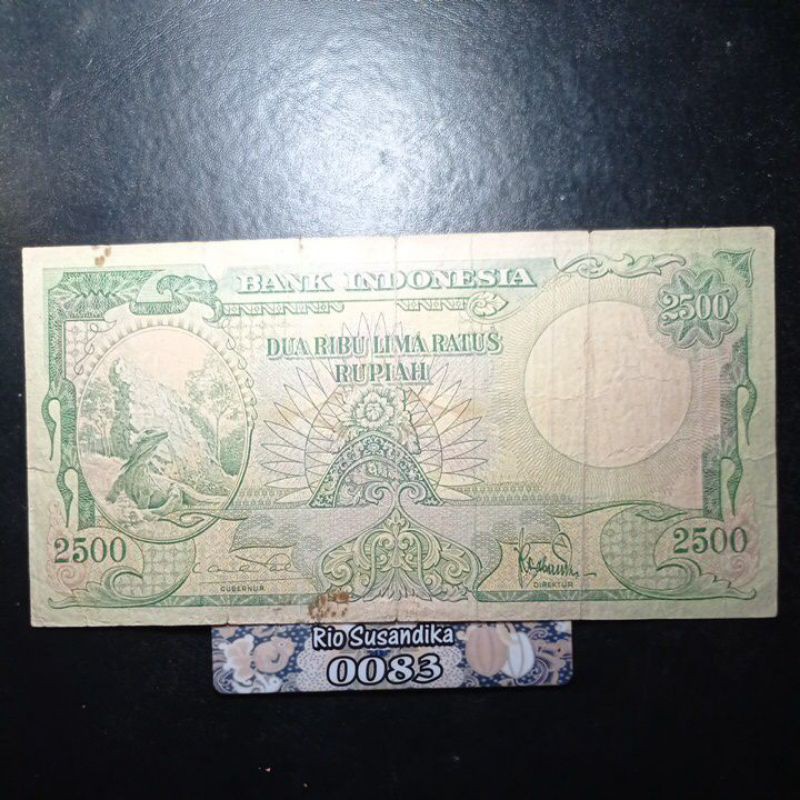 BANK INDONESIA
2500
DUA RIBU LIMA RATUS
RUPIAH
2500
2500
GUBERNUR
DIREKTUR
Rio Susandika
0083